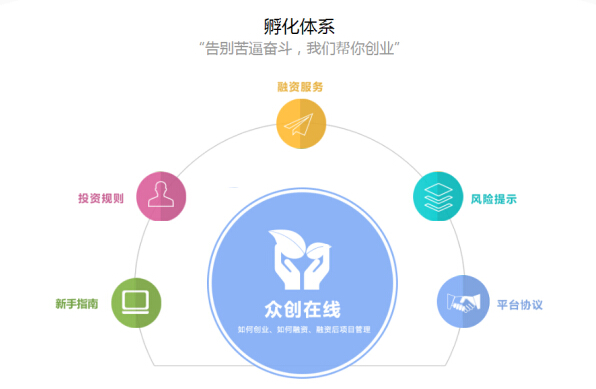 孵化体系
“告别苦逼奋斗，我们帮你创业”
融资服务
投资规则
风险提示
新手指南
平台协议
众创在线
如何创业、如何融资、融资后项目管理